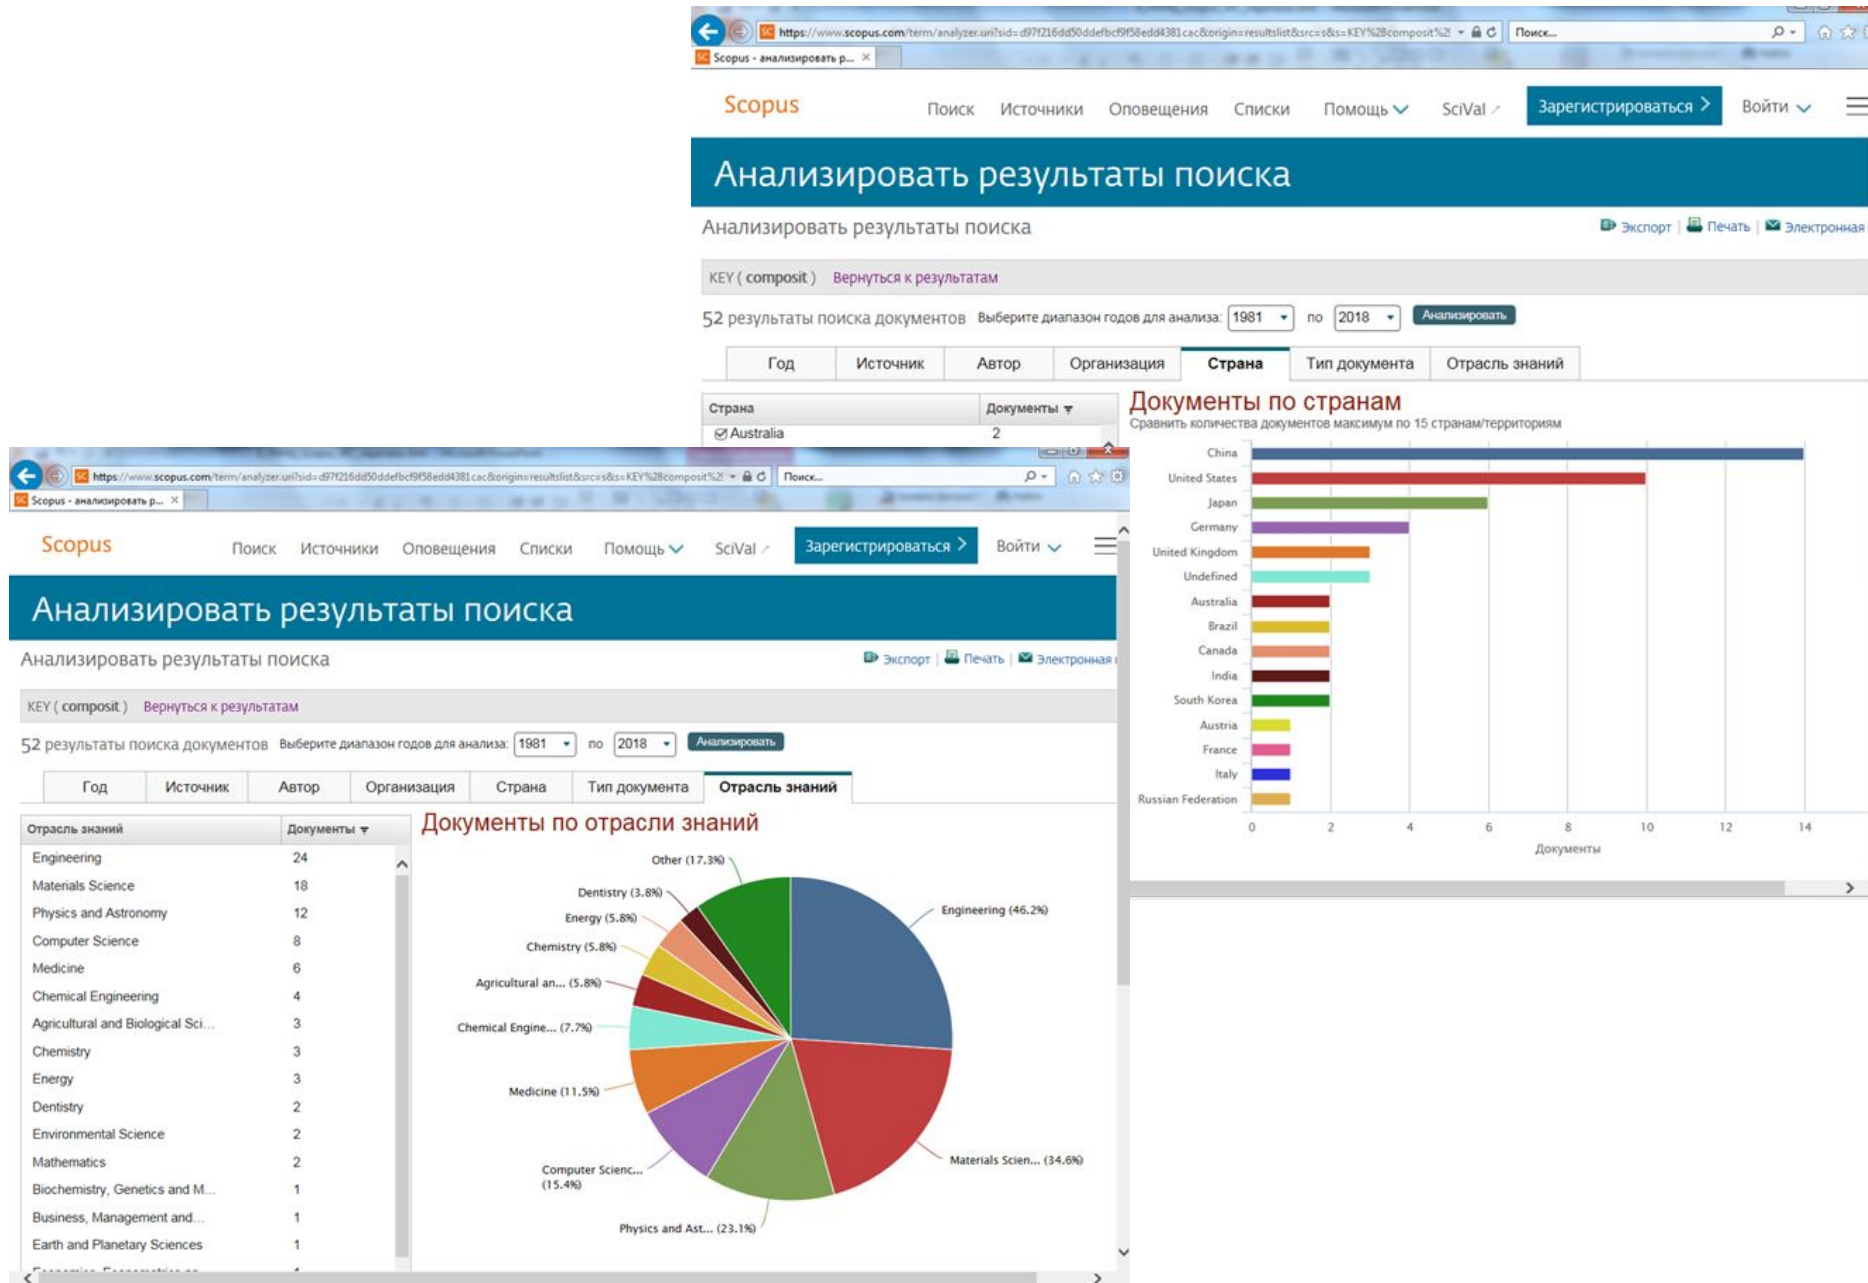 https://www.scopus.com/term/analyzer.uri?sid=d97f216dd50ddefbcf9f58edd4381cac&origin=resultslist&src=s&s=KEY%28composit%2
Поиск...
Scopus - анализировать р...
Scopus
Поиск Источники Оповещения Списки Помощь SciVal Зарегистрироваться Войти
Анализировать результаты поиска
Анализировать результаты поиска
Экспорт | Печать | Электронная
KEY ( composit ) Вернуться к результатам
52 результаты поиска документов Выберите диапазон годов для анализа: 1981 по 2018 Анализировать
Год Источник Автор Организация Страна Тип документа Отрасль знаний
Страна Документы
Australia 2
Документы по странам
Сравнить количества документов максимум по 15 странам/территориям
China
United States
Japan
Germany
United Kingdom
Undefined
Australia
Brazil
Canada
India
South Korea
Austria
France
Italy
Russian Federation
0 2 4 6 8 10 12 14
Документы
https://www.scopus.com/term/analyzer.uri?sid=d97f216dd50ddefbcf9f58edd4381cac&origin=resultslist&src=s&s=KEY%28composit%2
Поиск...
Scopus - анализировать р...
Scopus
Поиск Источники Оповещения Списки Помощь SciVal Зарегистрироваться Войти
Анализировать результаты поиска
Анализировать результаты поиска
Экспорт | Печать | Электронная
KEY ( composit ) Вернуться к результатам
52 результаты поиска документов Выберите диапазон годов для анализа: 1981 по 2018 Анализировать
Год Источник Автор Организация Страна Тип документа Отрасль знаний
Отрасль знаний Документы
Engineering 24
Materials Science 18
Physics and Astronomy 12
Computer Science 8
Medicine 6
Chemical Engineering 4
Agricultural and Biological Sci... 3
Chemistry 3
Energy 3
Dentistry 2
Environmental Science 2
Mathematics 2
Biochemistry, Genetics and M... 1
Business, Management and... 1
Earth and Planetary Sciences 1
Документы по отрасли знаний
Other (17.3%)
Dentistry (3.8%)
Energy (5.8%)
Chemistry (5.8%)
Agricultural an... (5.8%)
Chemical Engine... (7.7%)
Medicine (11.5%)
Computer Scienc...
(15.4%)
Physics and Ast... (23.1%)
Materials Scien... (34.6%)
Engineering (46.2%)